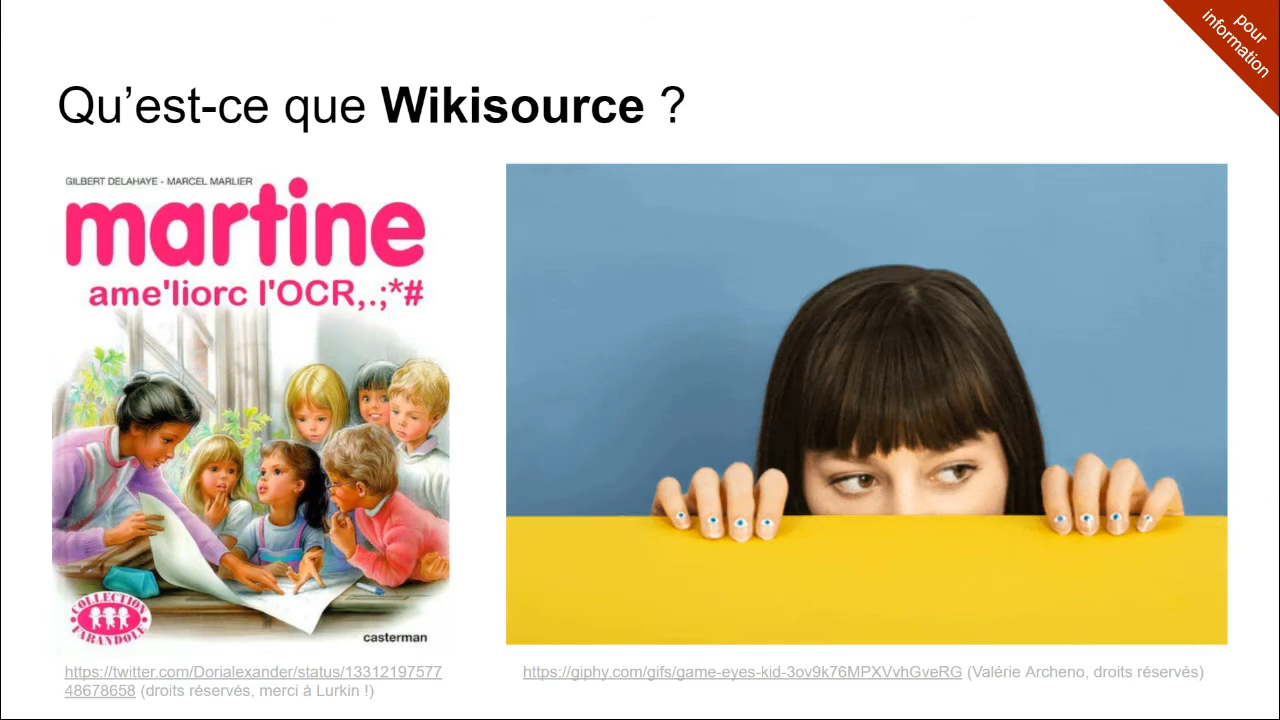 pour
information
Qu’est-ce que Wikisource ?
GILBERT DELAHAYE - MARCEL MARLIER
martine
ame'liorc l'OCR,.;*#
COLLECTION
FARANDOLE
casterman
https://twitter.com/Dorialexander/status/13312197577
48678658 (droits réservés, merci à Lurkin !)
https://giphy.com/gifs/game-eyes-kid-3ov9k76MPXVvhGveRG (Valérie Archeno, droits réservés)